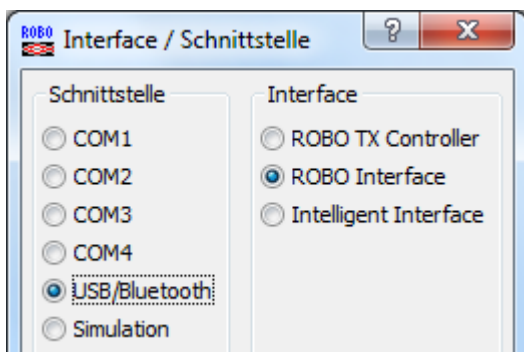 ROBO
Interface / Schnittstelle
?
X
Schnittstelle
COM1
COM2
COM3
COM4
USB/Bluetooth
Simulation
Interface
ROBO TX Controller
ROBO Interface
Intelligent Interface